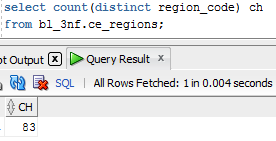 select count(distinct region_code) ch
from bl_3nf.ce_regions;
ot Output x Query Result x
SQL | All Rows Fetched: 1 in 0.004 seconds
CH
83